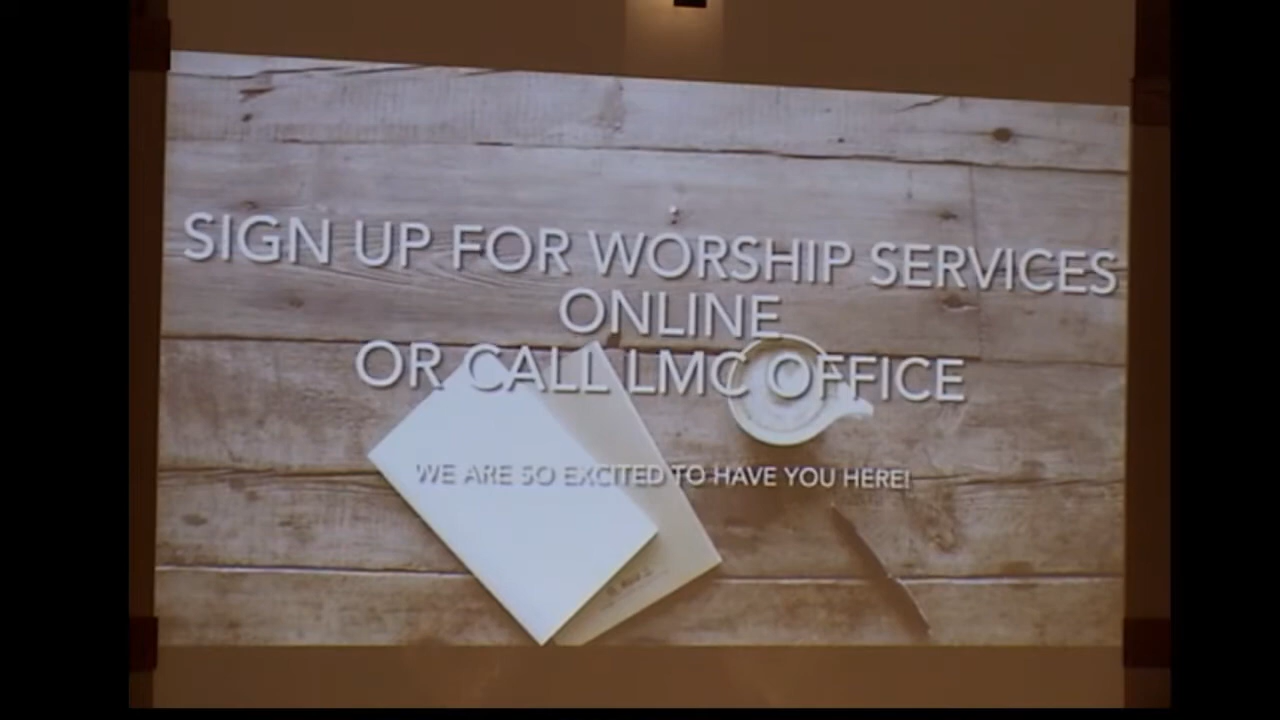 SIGN UP FOR WORSHIP SERVICES
ONLINE
OR CALL LMC OFFICE
WE ARE SO EXCITED TO HAVE YOU HERE!